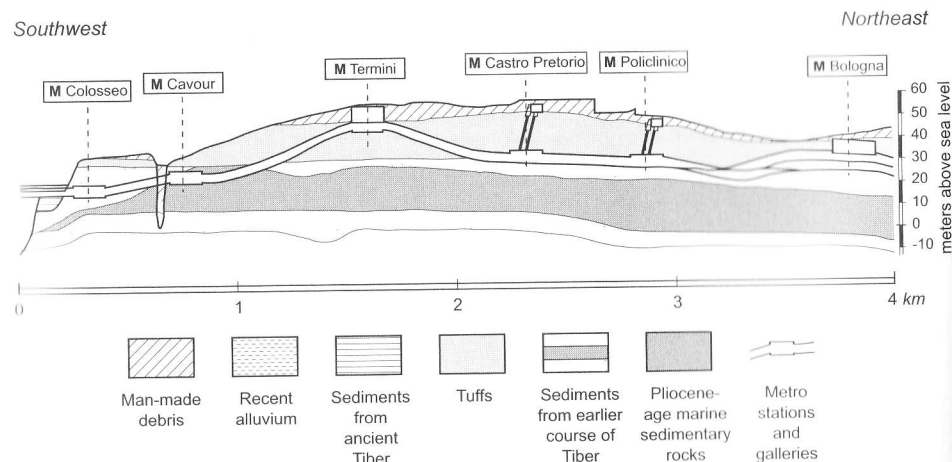 Southwest
Northeast
M Colosseo
M Cavour
M Termini
M Castro Pretorio
M Policlinico
M Bologna
60
50
40
30
20
10
0
-10
meters above sea level
0
1
2
3
4 km
Man-made
debris
Recent
alluvium
Sediments
from
ancient
Tiber
Tuffs
Sediments
from earlier
course of
Tiber
Pliocene-
age marine
sedimentary
rocks
Metro
stations
and
galleries